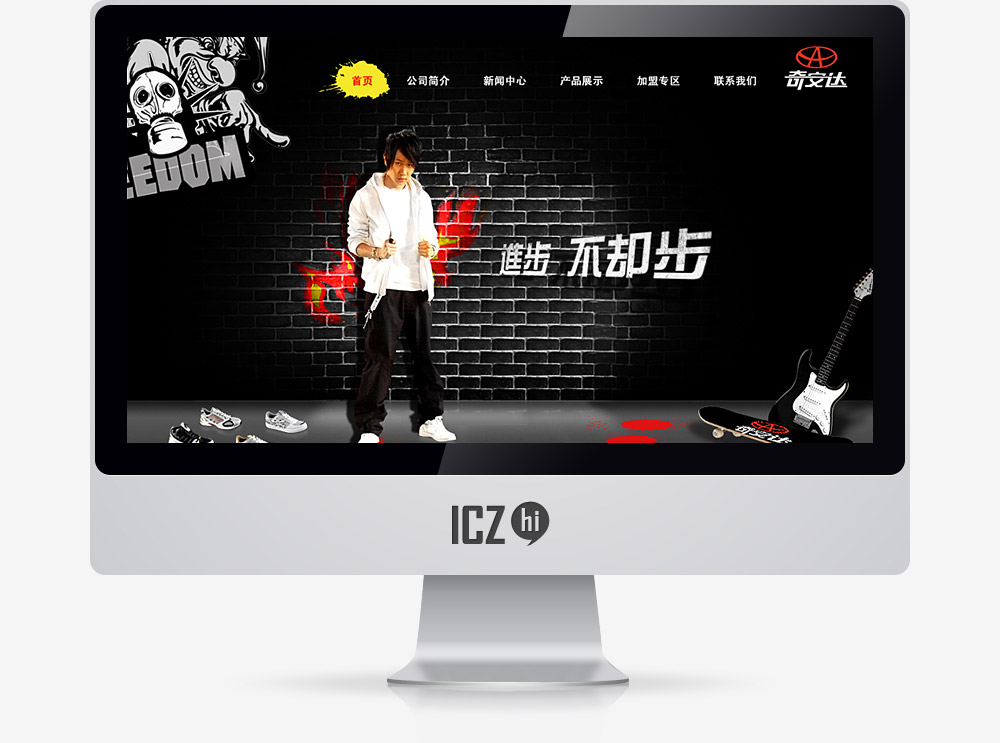 首页 公司简介 新闻中心 产品展示 加盟专区 联系我们
奇安达
AND
EEDOM
進步 不却步
奇安达
ICZ hi